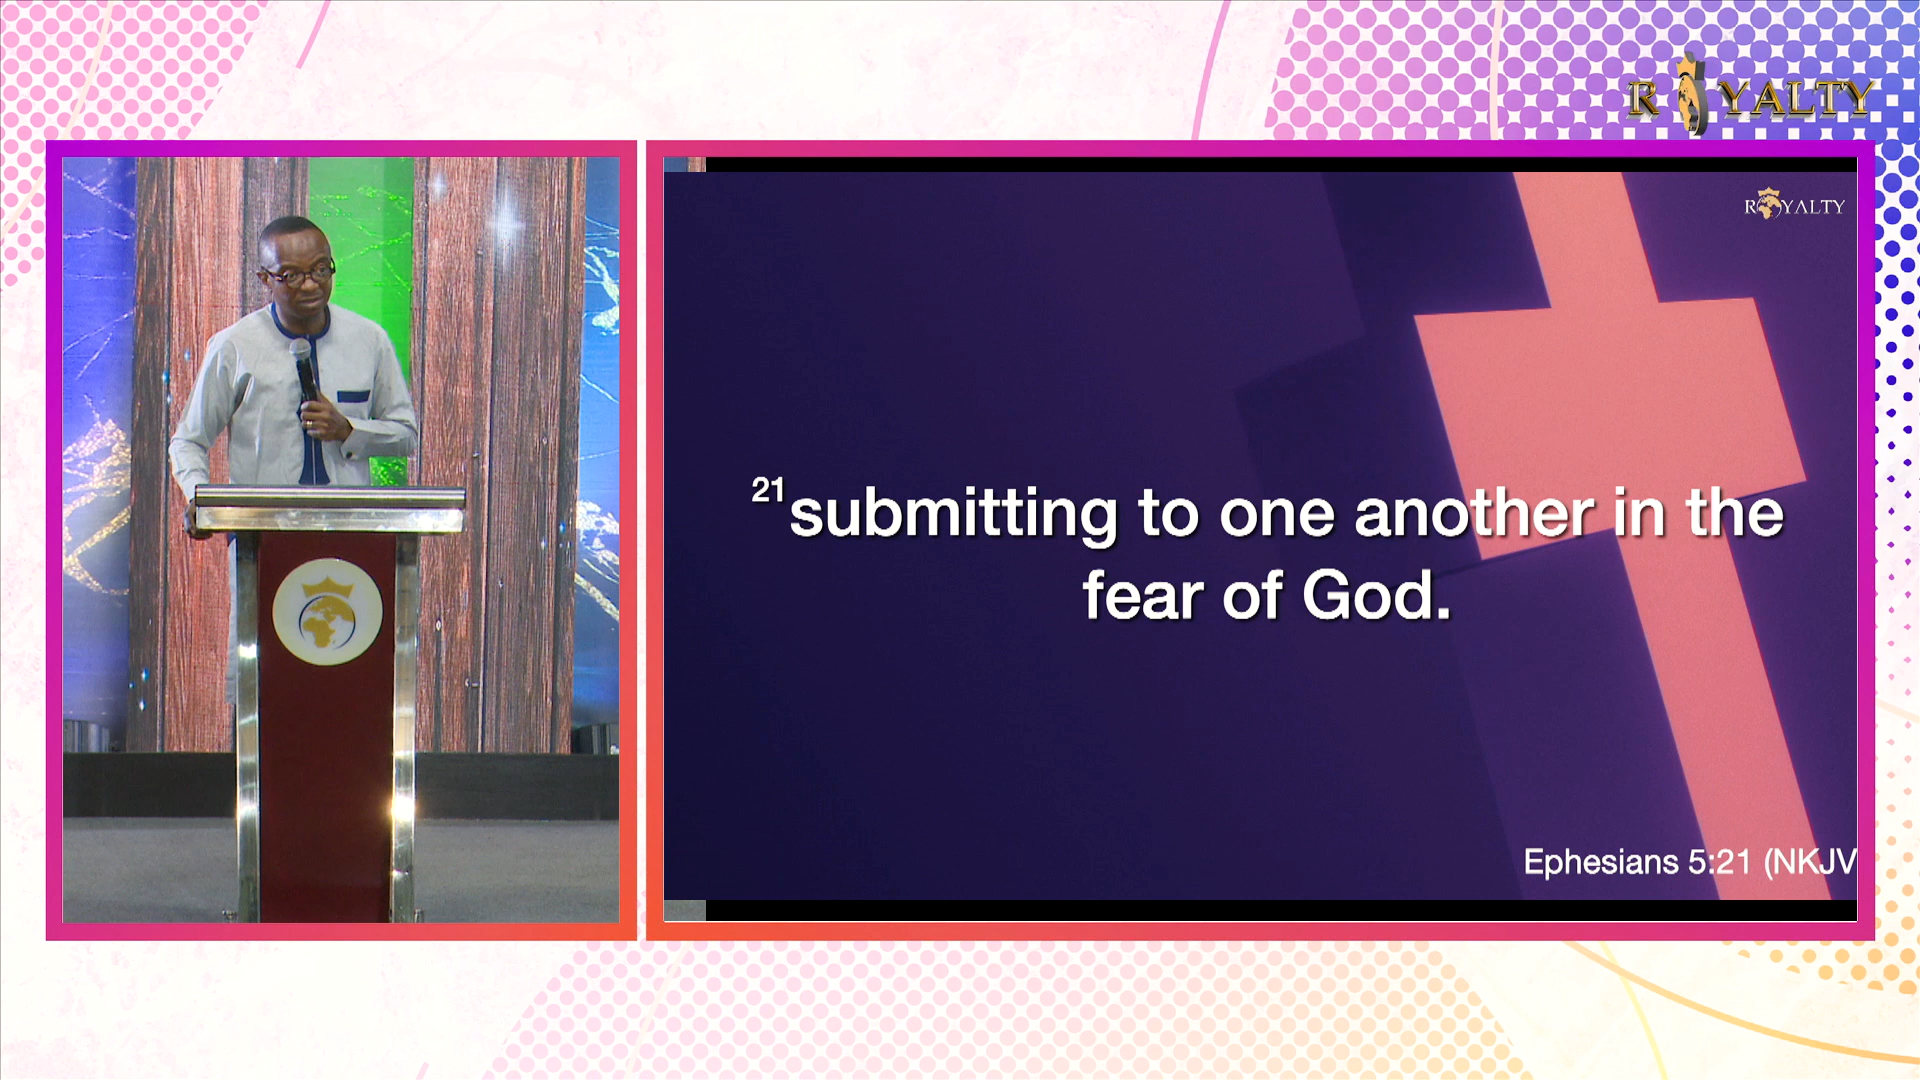 ROYALTY
ROYALTY
21submitting to one another in the
fear of God.
Ephesians 5:21 (NKJV